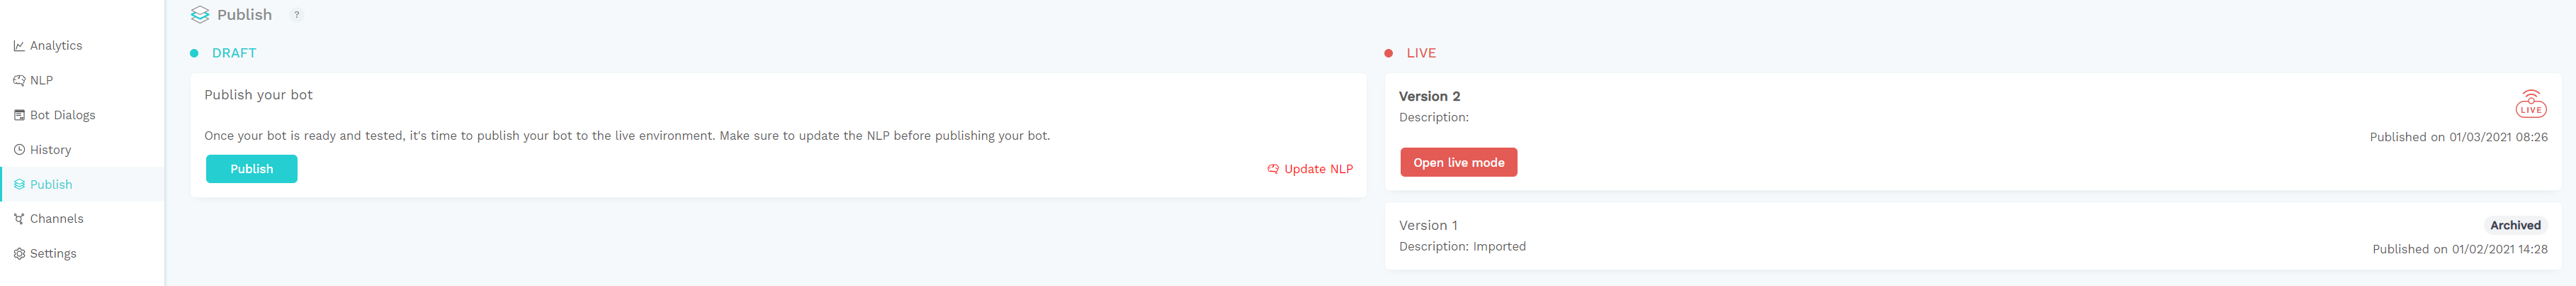 Analytics
NLP
Bot Dialogs
History
Publish
Channels
Settings
Publish ?
DRAFT
Publish your bot
Once your bot is ready and tested, it's time to publish your bot to the live environment. Make sure to update the NLP before publishing your bot.
Publish
Update NLP
LIVE
Version 2
LIVE
Description:
Published on 01/03/2021 08:26
Open live mode
Version 1
Archived
Description: Imported
Published on 01/02/2021 14:28